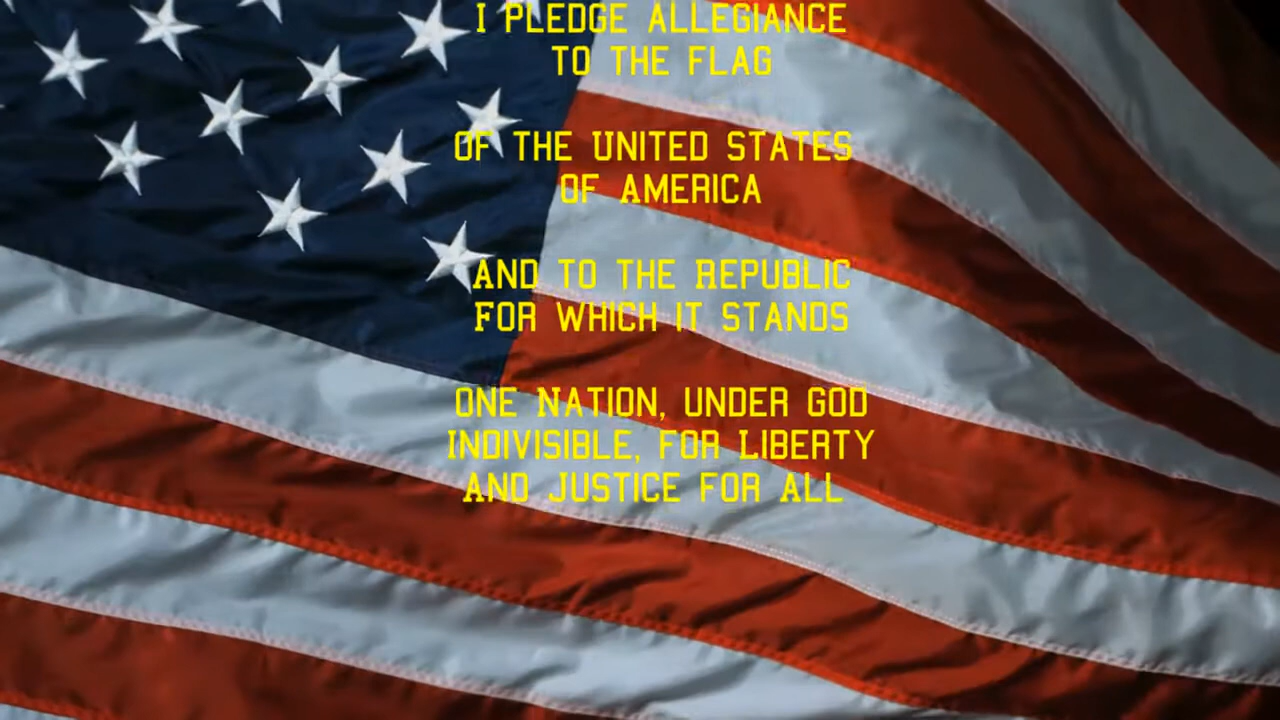 I PLEDGE ALLEGIANCE
TO THE FLAG
OF THE UNITED STATES
OF AMERICA
AND TO THE REPUBLIC
FOR WHICH IT STANDS
ONE NATION, UNDER GOD
INDIVISIBLE, FOR LIBERTY
AND JUSTICE FOR ALL